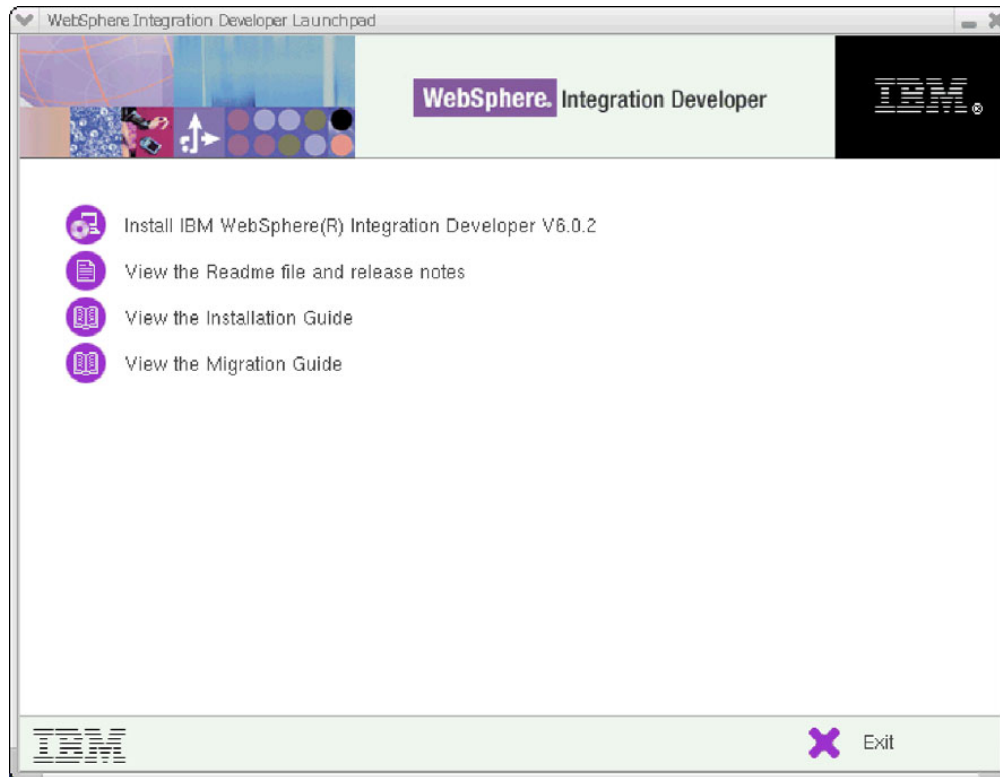 WebSphere Integration Developer Launchpad
WebSphere. Integration Developer
IBM®
Install IBM WebSphere(R) Integration Developer V6.0.2
View the Readme file and release notes
View the Installation Guide
View the Migration Guide
IBM
Exit